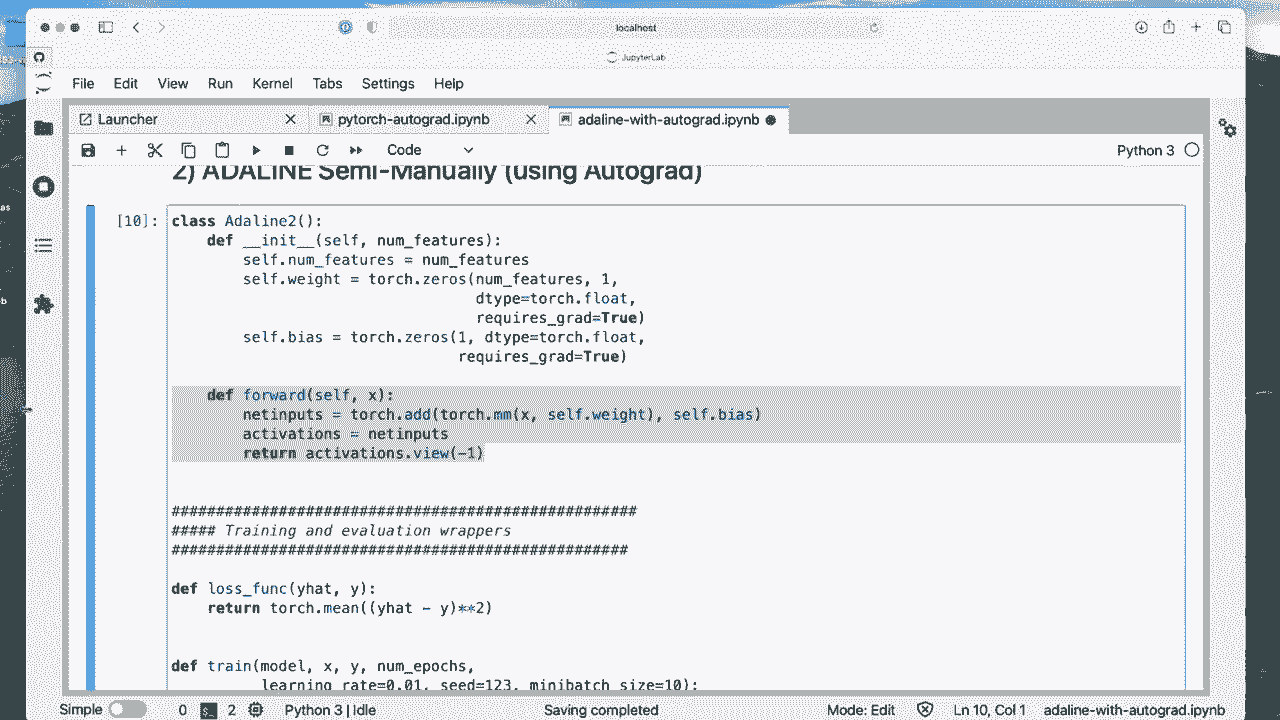 localhost
JupyterLab
File Edit View Run Kernel Tabs Settings Help
Launcher pytorch-autograd.ipynb adaline-with-autograd.ipynb
Code Python 3
2) ADALINE Semi-Manually (using Autograd)
[10]: class Adaline2():
def __init__(self, num_features):
self.num_features = num_features
self.weight = torch.zeros(num_features, 1,
dtype=torch.float,
requires_grad=True)
self.bias = torch.zeros(1, dtype=torch.float,
requires_grad=True)
def forward(self, x):
netinputs = torch.add(torch.mm(x, self.weight), self.bias)
activations = netinputs
return activations.view(-1)
####################################################
##### Training and evaluation wrappers
###################################################
def loss_func(yhat, y):
return torch.mean((yhat - y)**2)
def train(model, x, y, num_epochs,
learning_rate=0.01, seed=123, minibatch_size=10):
Simple 0 2 Python 3 | Idle Saving completed Mode: Edit Ln 10, Col 1 adaline-with-autograd.ipynb